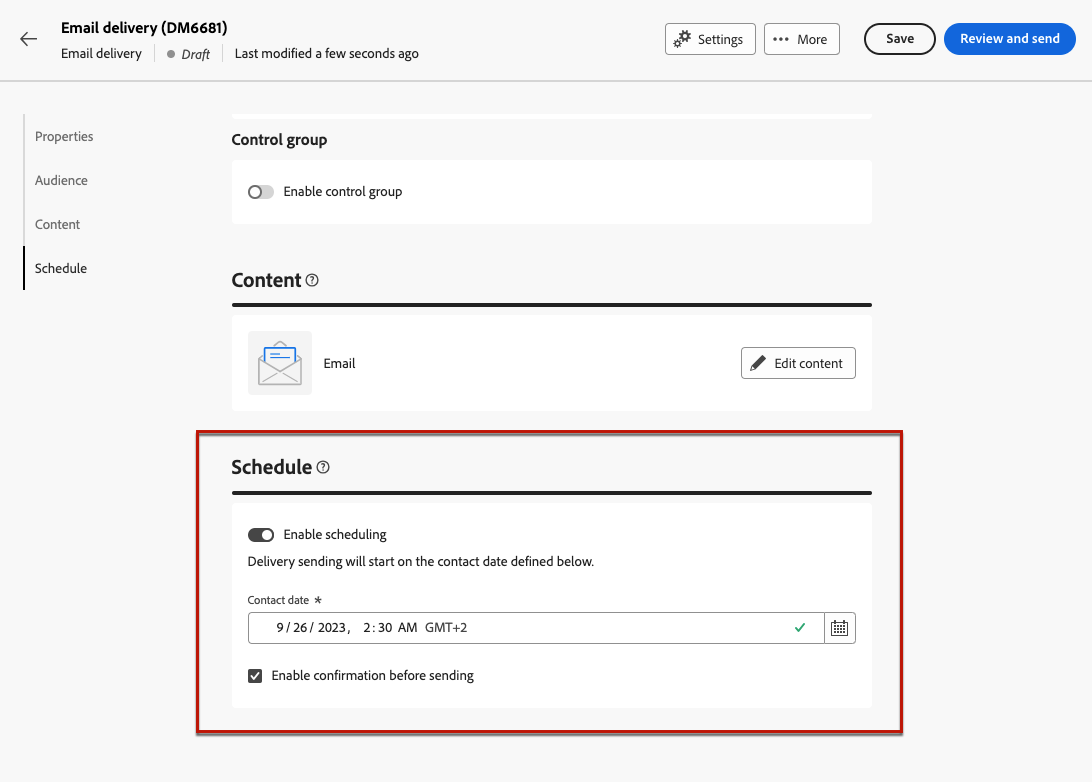 Email delivery (DM6681)
Email delivery Draft Last modified a few seconds ago
Settings
More
Save
Review and send
Properties
Audience
Content
Schedule
Control group
Enable control group
Content
Email
Edit content
Schedule
Enable scheduling
Delivery sending will start on the contact date defined below.
Contact date *
9/26/2023, 2:30 AM GMT+2
Enable confirmation before sending